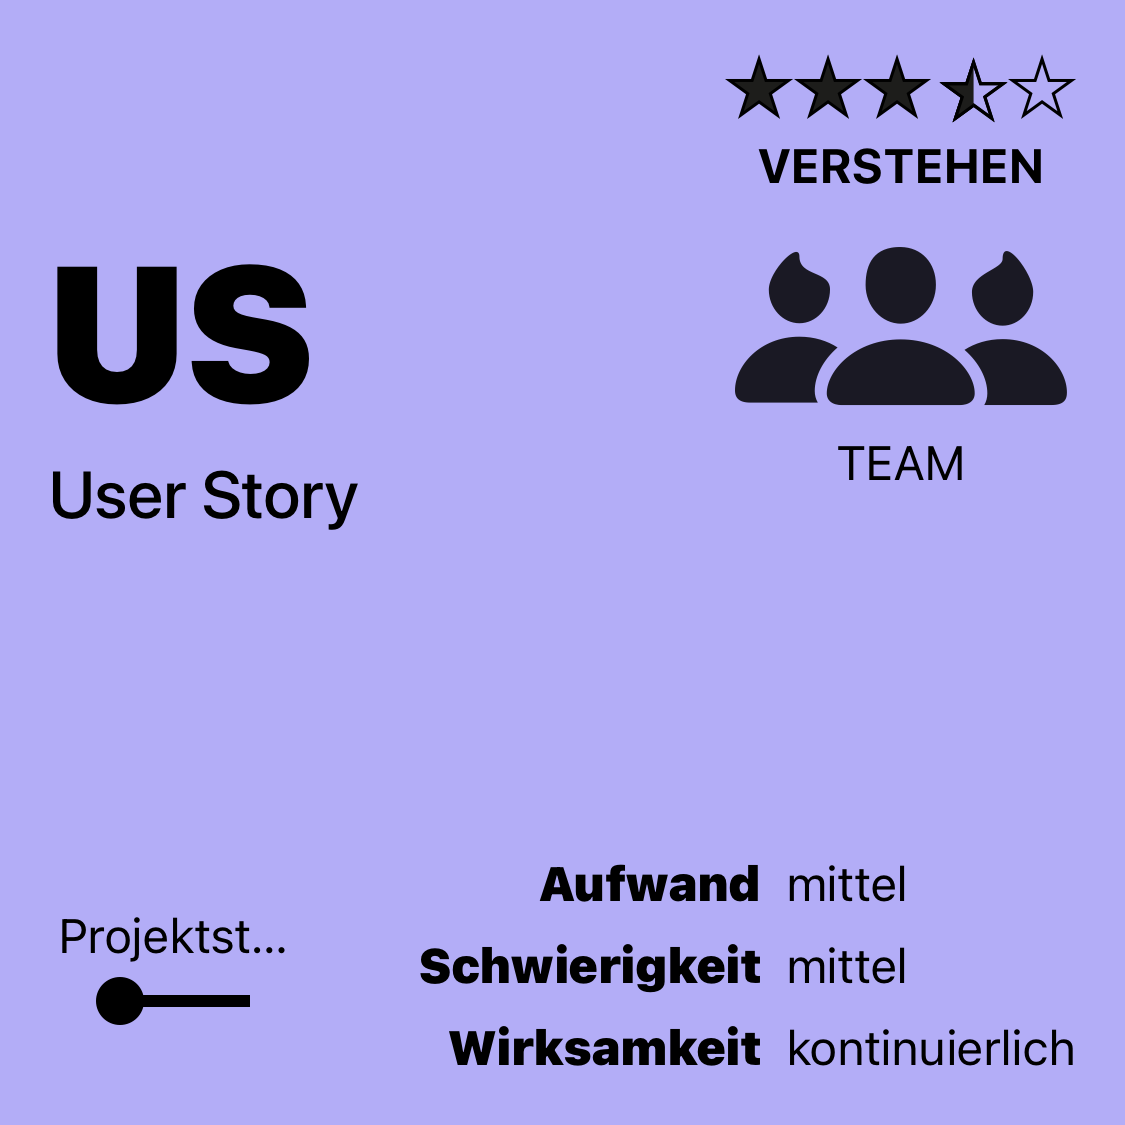 VERSTEHEN
US
User Story
TEAM
Aufwand mittel
Projektst...
Schwierigkeit mittel
Wirksamkeit kontinuierlich